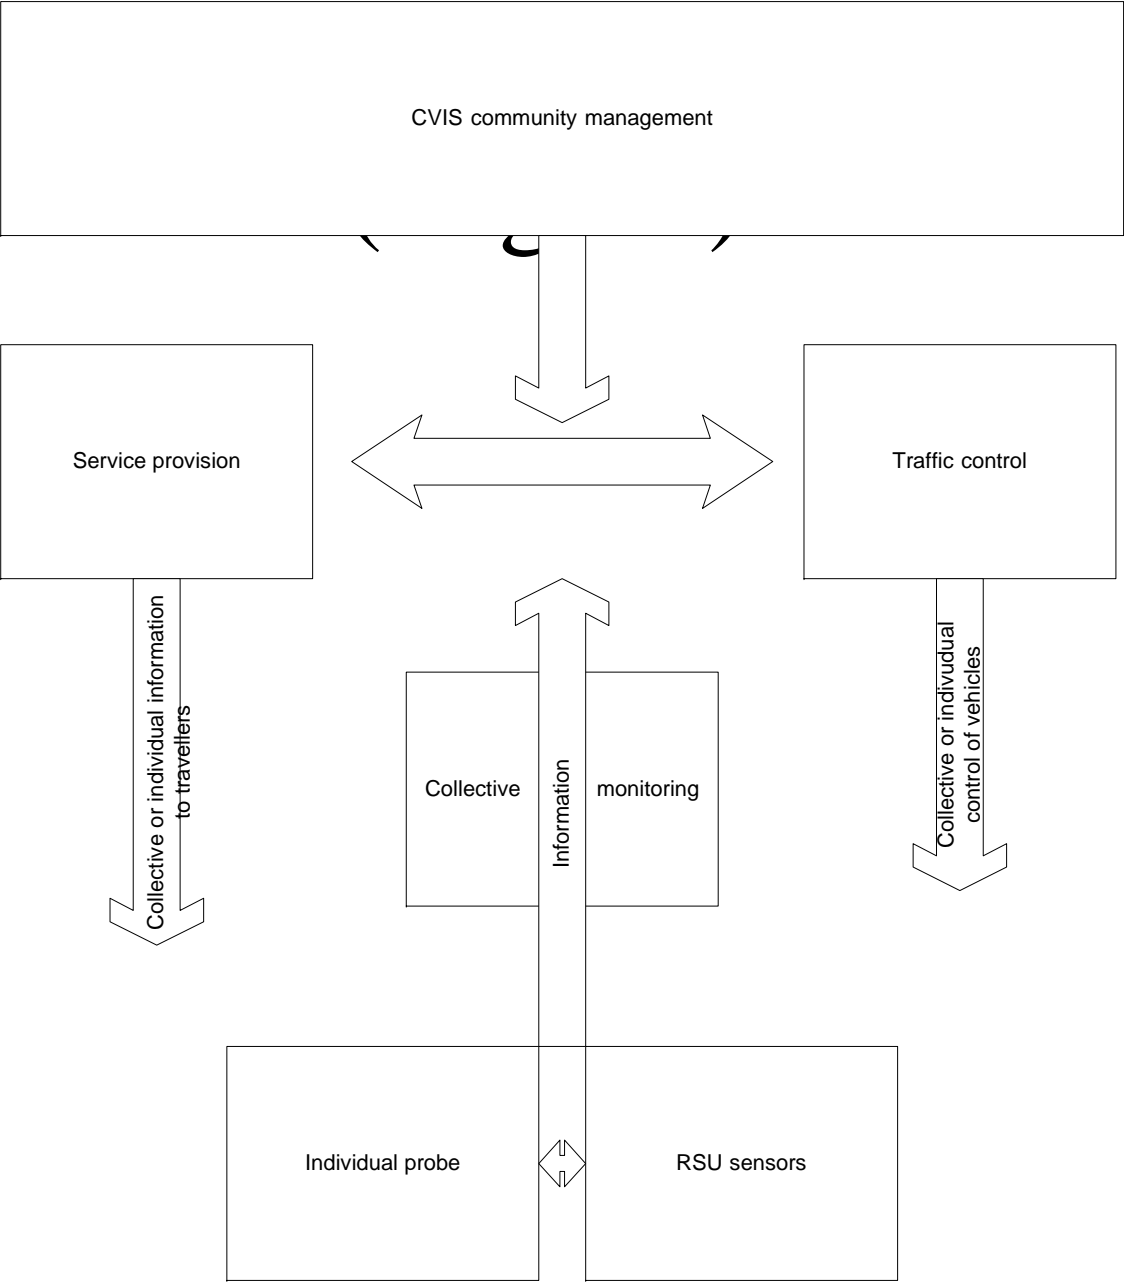 CVIS community management
Service provision
Traffic control
Collective or individual information
to travellers
Collective or indivudual
control of vehicles
Collective
Information
monitoring
Individual probe
RSU sensors